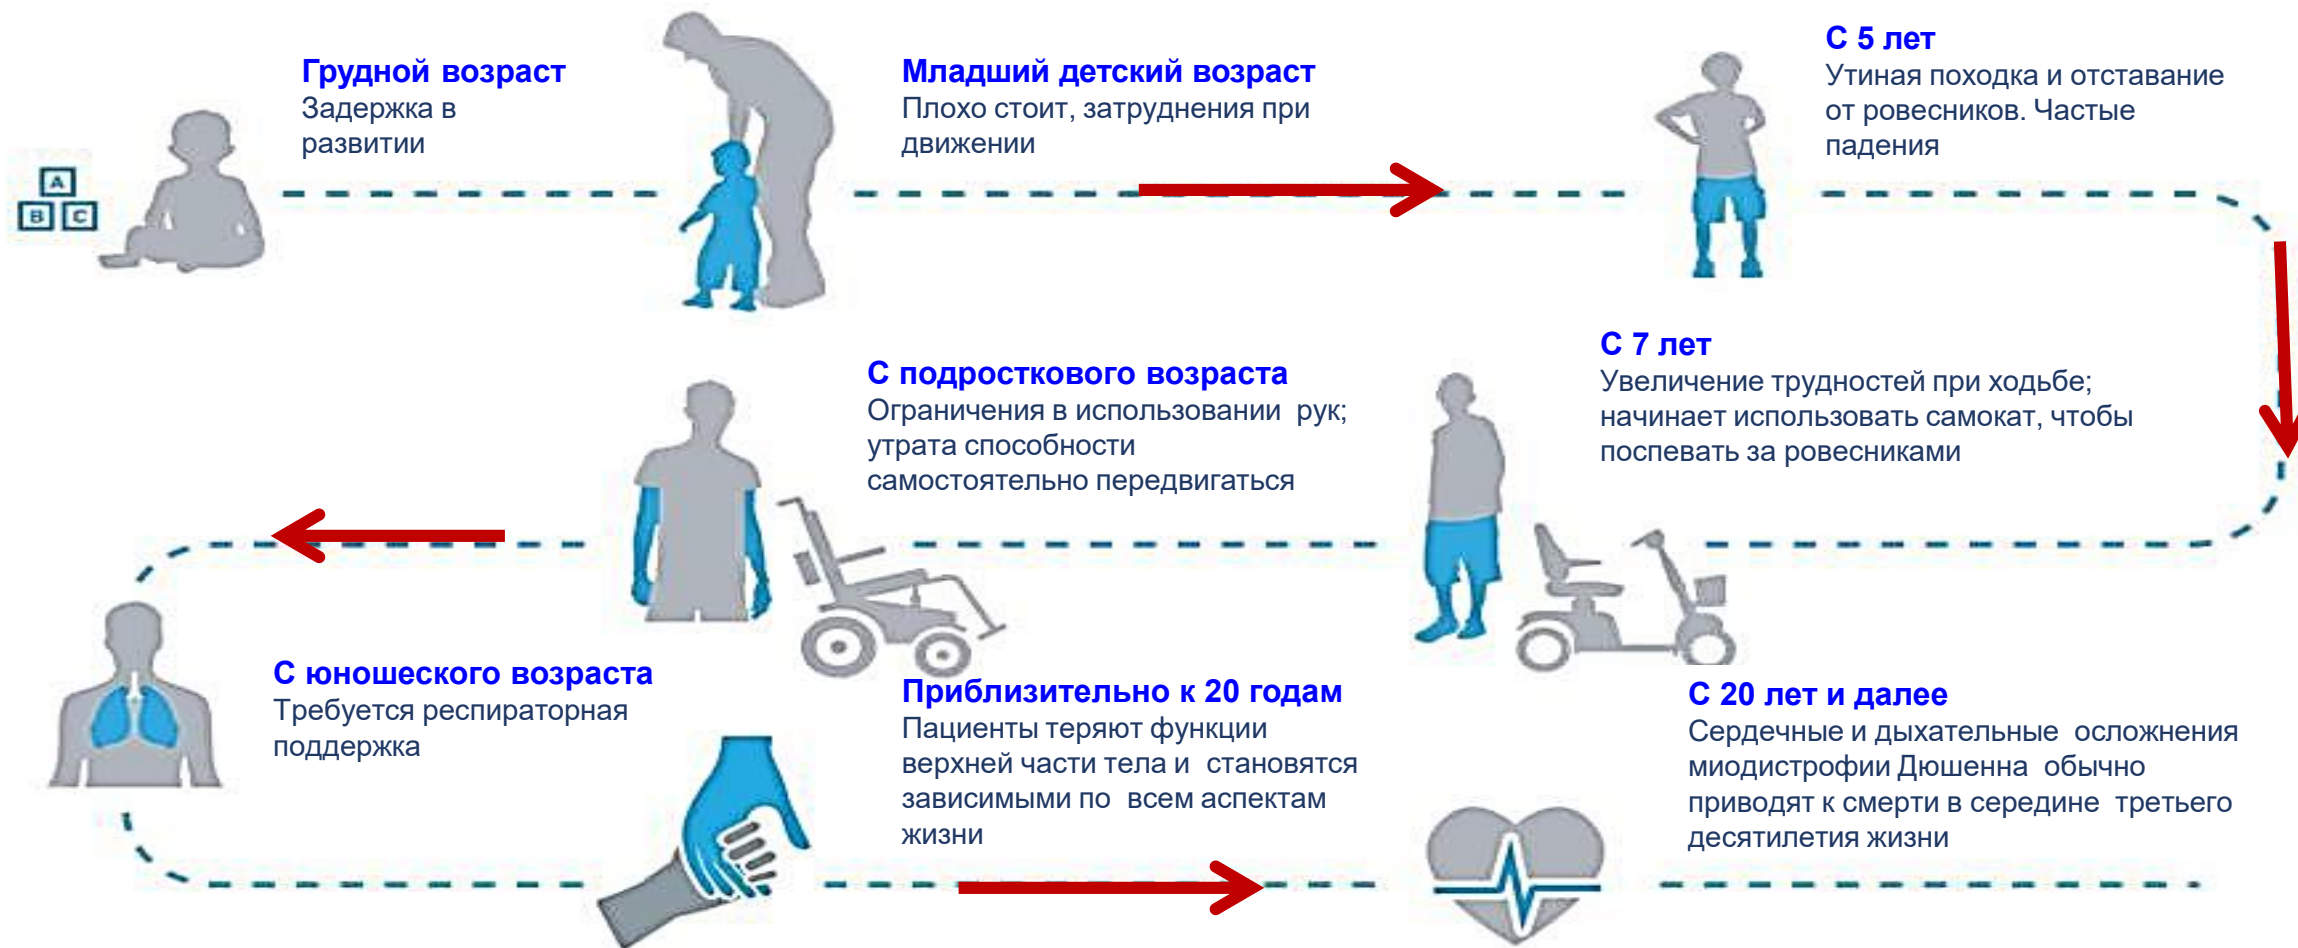 Грудной возраст
Задержка в
развитии
A
B C
Младший детский возраст
Плохо стоит, затруднения при
движении
С 5 лет
Утиная походка и отставание
от ровесников. Частые
падения
С 7 лет
Увеличение трудностей при ходьбе;
начинает использовать самокат, чтобы
поспевать за ровесниками
С подросткового возраста
Ограничения в использовании рук;
утрата способности
самостоятельно передвигаться
С юношеского возраста
Требуется респираторная
поддержка
Приблизительно к 20 годам
Пациенты теряют функции
верхней части тела и становятся
зависимыми по всем аспектам
жизни
С 20 лет и далее
Сердечные и дыхательные осложнения
миодистрофии Дюшенна обычно
приводят к смерти в середине третьего
десятилетия жизни